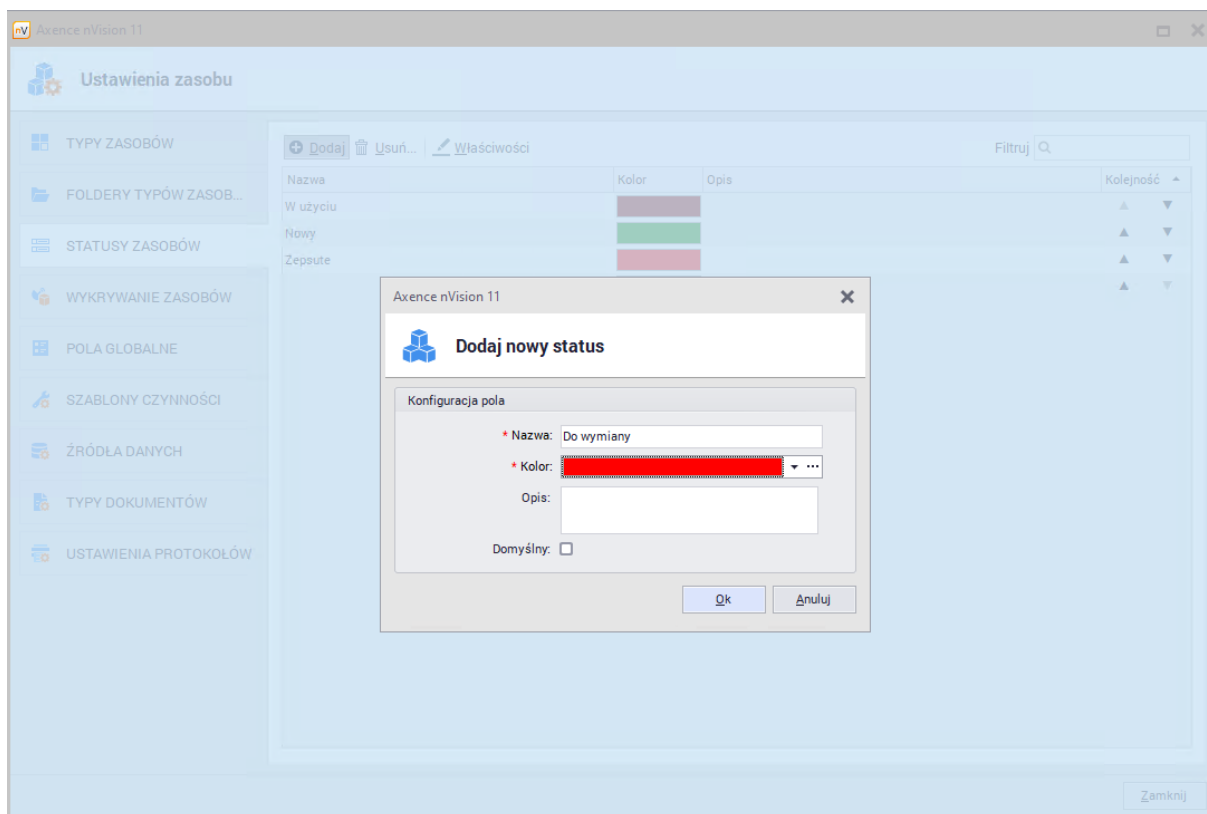 nV Axence nVision 11
Ustawienia zasobu
TYPY ZASOBÓW
FOLDERY TYPÓW ZASOB...
STATUSY ZASOBÓW
WYKRYWANIE ZASOBÓW
POLA GLOBALNE
SZABLONY CZYNNOŚCI
ŹRÓDŁA DANYCH
TYPY DOKUMENTÓW
USTAWIENIA PROTOKOŁÓW
Dodaj Usuń... Właściwości Filtruj
Nazwa Kolor Opis Kolejność
W użyciu
Nowy
Zepsute
Axence nVision 11
Dodaj nowy status
Konfiguracja pola
* Nazwa: Do wymiany
* Kolor:
Opis:
Domyślny:
Ok Anuluj
Zamknij